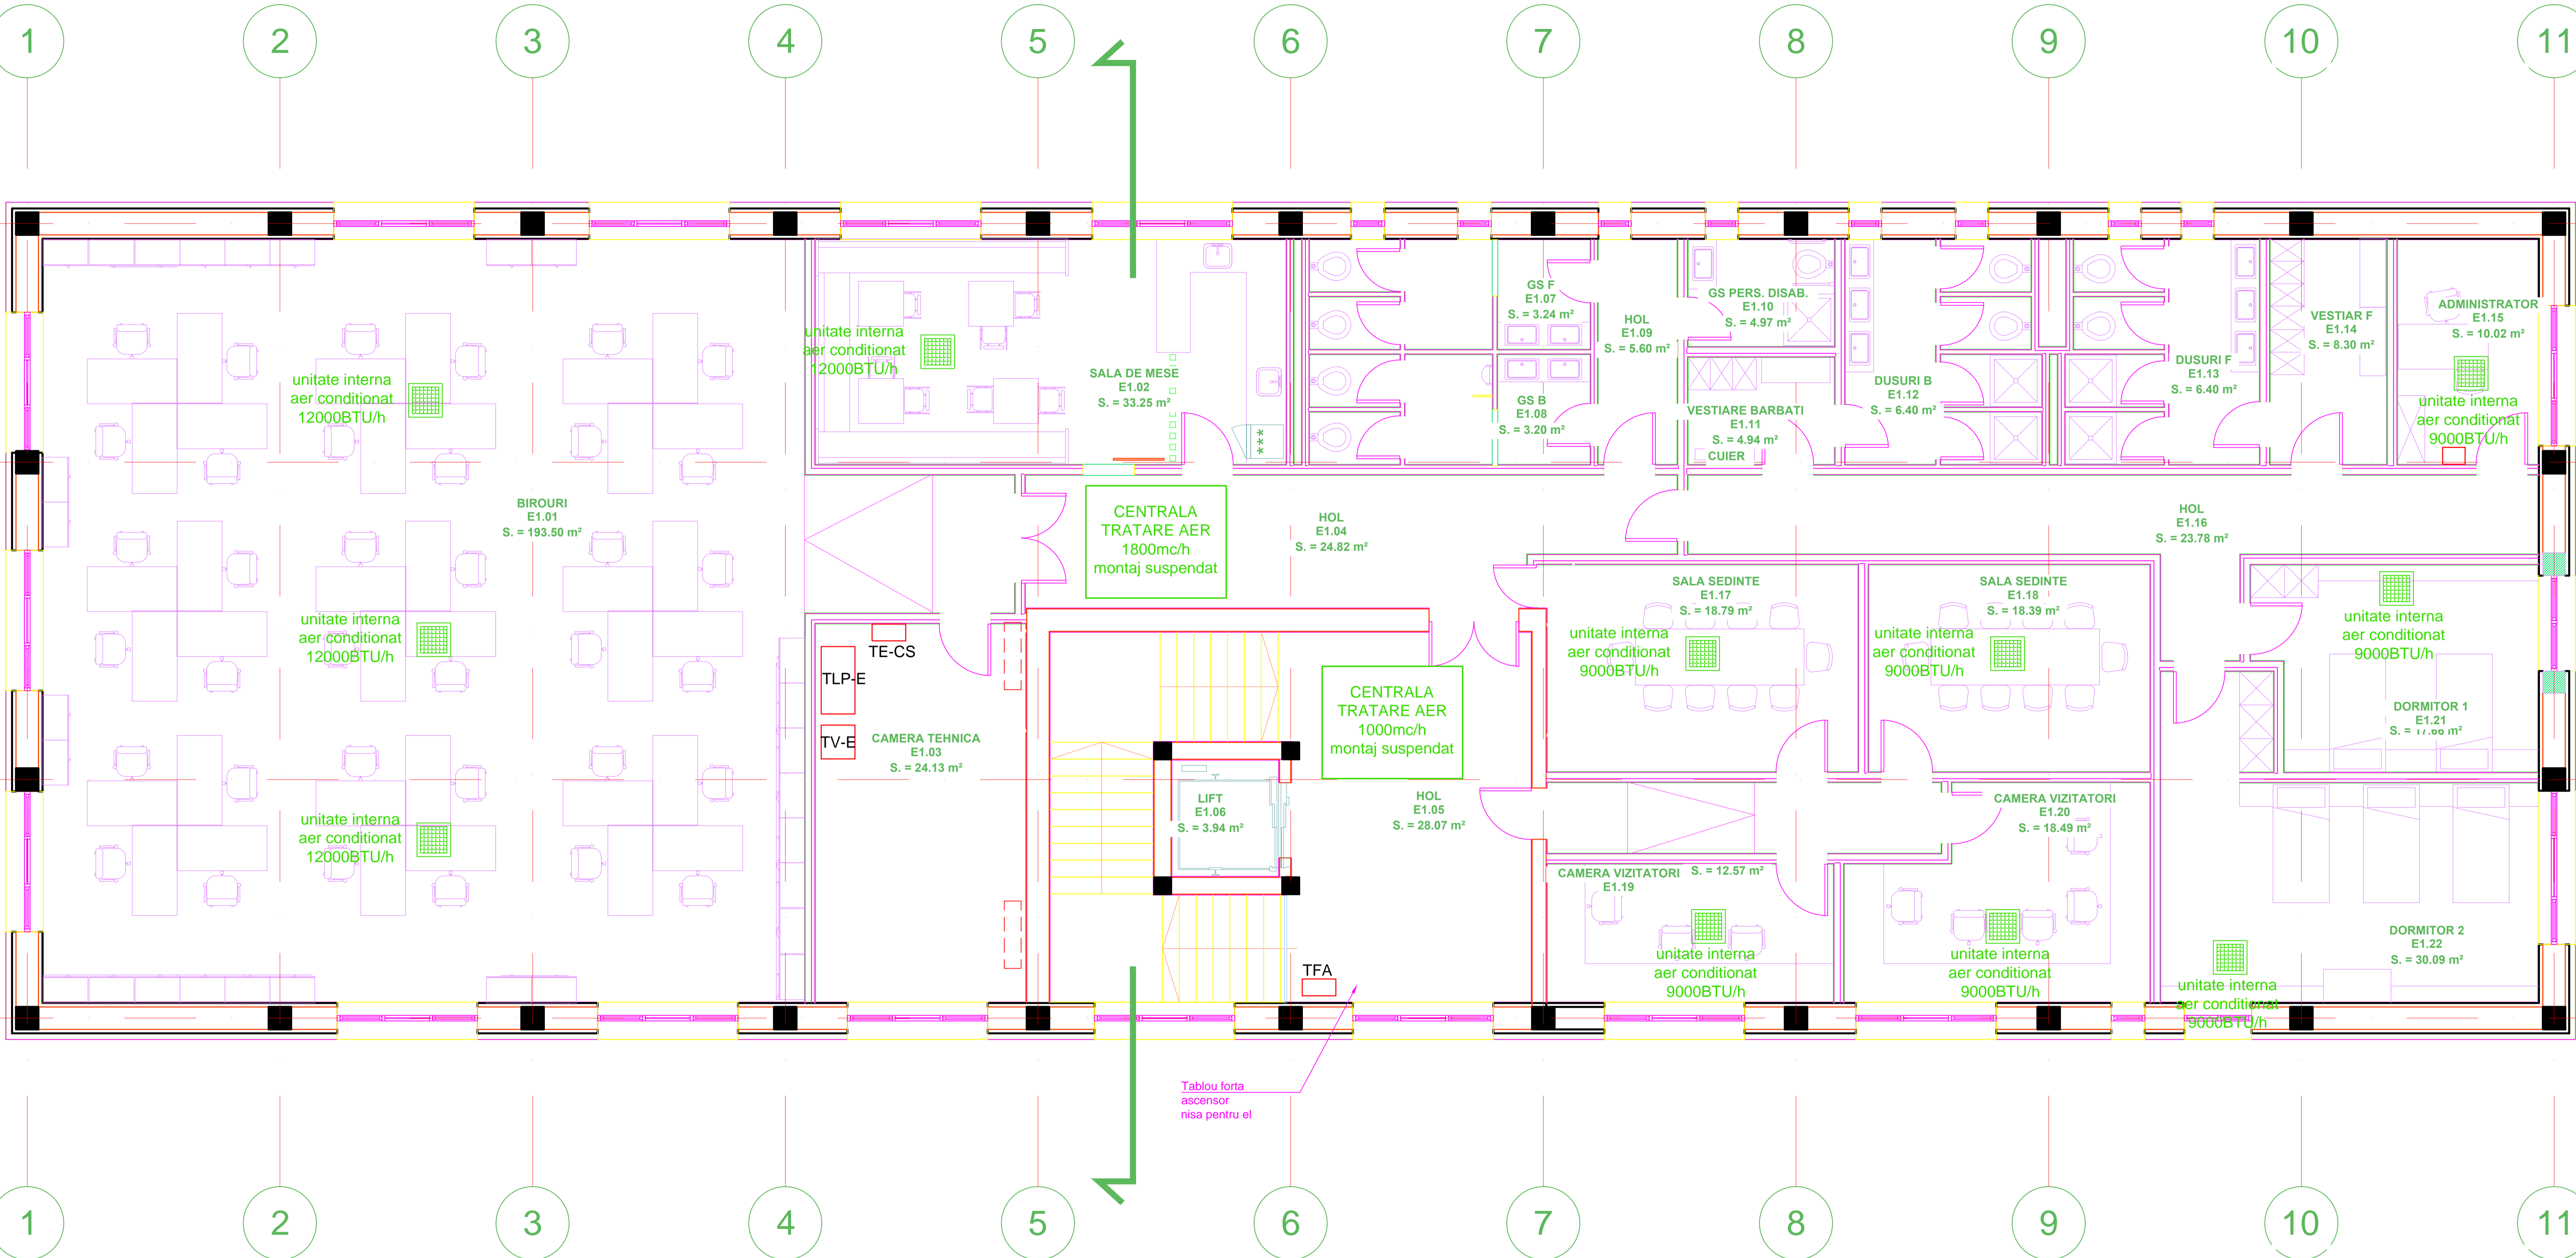 1
2
3
4
5
6
7
8
9
10
11
unitate interna
aer conditionat
12000BTU/h
unitate interna
aer conditionat
12000BTU/h
SALA DE MESE
E1.02
S. = 33.25 m²
***
GS F
E1.07
S. = 3.24 m²
GS B
E1.08
S. = 3.20 m²
HOL
E1.09
S. = 5.60 m²
GS PERS. DISAB.
E1.10
S. = 4.97 m²
VESTIARE BARBATI
E1.11
S. = 4.94 m²
CUIER
DUSURI B
E1.12
S. = 6.40 m²
DUSURI F
E1.13
S. = 6.40 m²
VESTIAR F
E1.14
S. = 8.30 m²
ADMINISTRATOR
E1.15
S. = 10.02 m²
unitate interna
aer conditionat
9000BTU/h
BIROURI
E1.01
S. = 193.50 m²
CENTRALA
TRATARE AER
1800mc/h
montaj suspendat
HOL
E1.04
S. = 24.82 m²
HOL
E1.16
S. = 23.78 m²
unitate interna
aer conditionat
12000BTU/h
TE-CS
TLP-E
TV-E
CAMERA TEHNICA
E1.03
S. = 24.13 m²
SALA SEDINTE
E1.17
S. = 18.79 m²
unitate interna
aer conditionat
9000BTU/h
SALA SEDINTE
E1.18
S. = 18.39 m²
unitate interna
aer conditionat
9000BTU/h
unitate interna
aer conditionat
9000BTU/h
DORMITOR 1
E1.21
S. = 17.66 m²
CENTRALA
TRATARE AER
1000mc/h
montaj suspendat
LIFT
E1.06
S. = 3.94 m²
HOL
E1.05
S. = 28.07 m²
unitate interna
aer conditionat
12000BTU/h
CAMERA VIZITATORI
E1.19
S. = 12.57 m²
unitate interna
aer conditionat
9000BTU/h
CAMERA VIZITATORI
E1.20
S. = 18.49 m²
unitate interna
aer conditionat
9000BTU/h
DORMITOR 2
E1.22
S. = 30.09 m²
unitate interna
aer conditionat
9000BTU/h
TFA
Tablou forta
ascensor
nisa pentru el
1
2
3
4
5
6
7
8
9
10
11